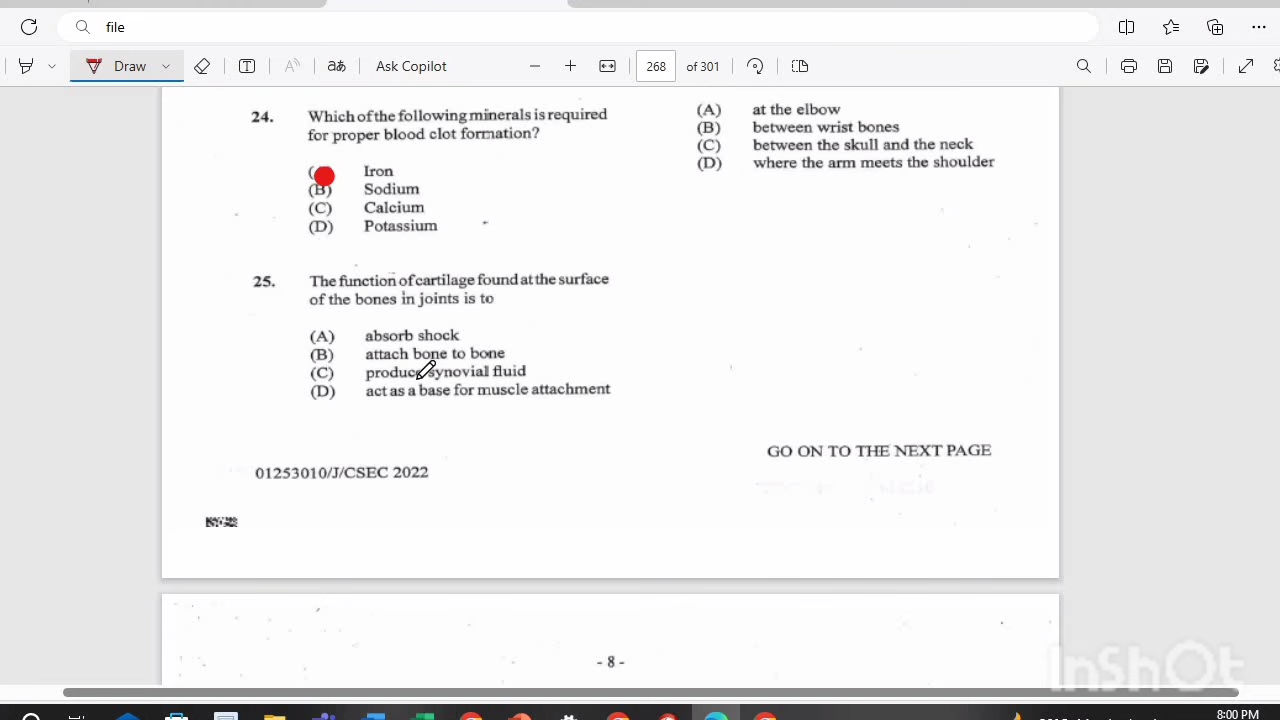 file
Draw
Ask Copilot
268 of 301
24. Which of the following minerals is required
for proper blood clot formation?
Iron
(B) Sodium
(C) Calcium
(D) Potassium
25. The function of cartilage found at the surface
of the bones in joints is to
(A) absorb shock
(B) attach bone to bone
(C) produce synovial fluid
(D) act as a base for muscle attachment
01253010/J/CSEC 2022
(A) at the elbow
(B) between wrist bones
(C) between the skull and the neck
(D) where the arm meets the shoulder
GO ON TO THE NEXT PAGE
- 8 -
InShOt
8:00 PM